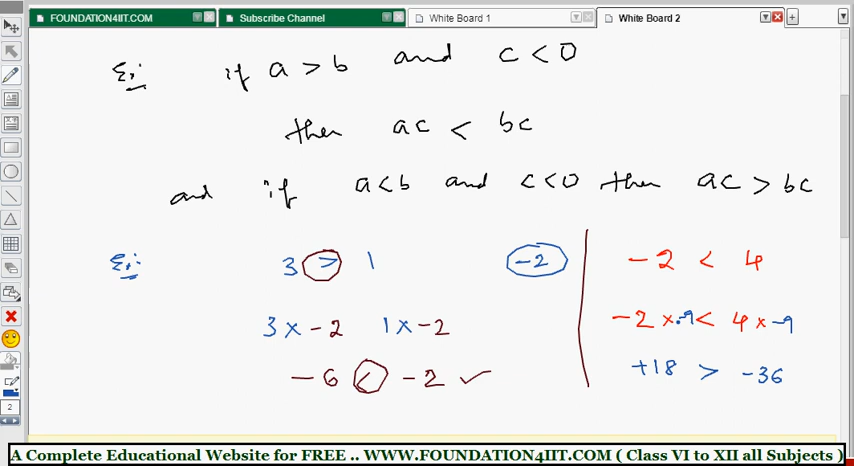 FOUNDATION4IIT.COM Subscribe Channel White Board 1 White Board 2
Ex: if a > b and c < 0
then ac < bc
and if a<b and c<0 then ac > bc
Ex: 3 > 1 -2
3 x -2 1x -2
-6 < -2 ✓
-2 < 4
-2 x -9 < 4 x -9
+18 > -36
2
A Complete Educational Website for FREE .. WWW.FOUNDATION4IIT.COM ( Class VI to XII all Subjects )